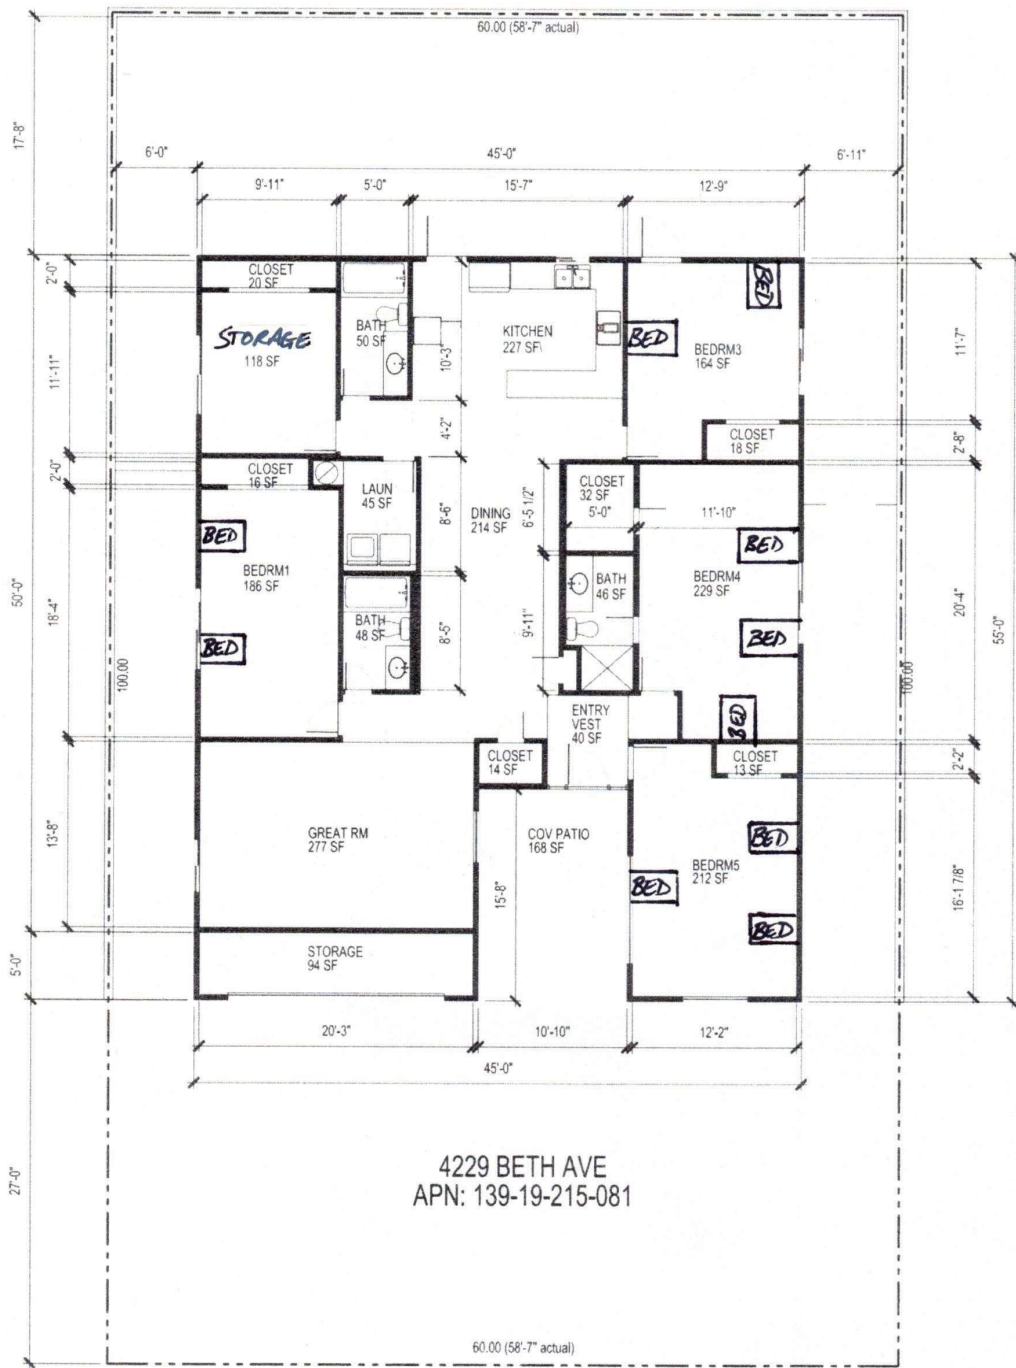 60.00 (58'-7" actual)
17'-8"
6'-0"
45'-0"
6'-11"
9'-11"
5'-0"
15'-7"
12'-9"
2'-0"
CLOSET
20 SF
STORAGE
118 SF
11'-11"
BATH
50 SF
10'-3"
KITCHEN
227 SF\
BED
BED
BEDRM3
164 SF
11'-7"
4'-2"
CLOSET
18 SF
2'-8"
2'-0"
CLOSET
16 SF
LAUN
45 SF
8'-6"
DINING
214 SF
6'-5 1/2"
CLOSET
32 SF
5'-0"
11'-10"
BED
BED
BEDRM1
186 SF
18'-4"
50'-0"
BATH
46 SF
BEDRM4
229 SF
20'-4"
55'-0"
BED
BATH
48 SF
8'-5"
9'-11"
BED
100.00
100.00
ENTRY
VEST
40 SF
BED
CLOSET
14 SF
CLOSET
13 SF
2'-2"
13'-8"
GREAT RM
277 SF
COV PATIO
168 SF
BED
BEDRM5
212 SF
BED
15'-8"
16'-1 7/8"
BED
STORAGE
94 SF
5'-0"
20'-3"
10'-10"
12'-2"
45'-0"
27'-0"
4229 BETH AVE
APN: 139-19-215-081
60.00 (58'-7" actual)